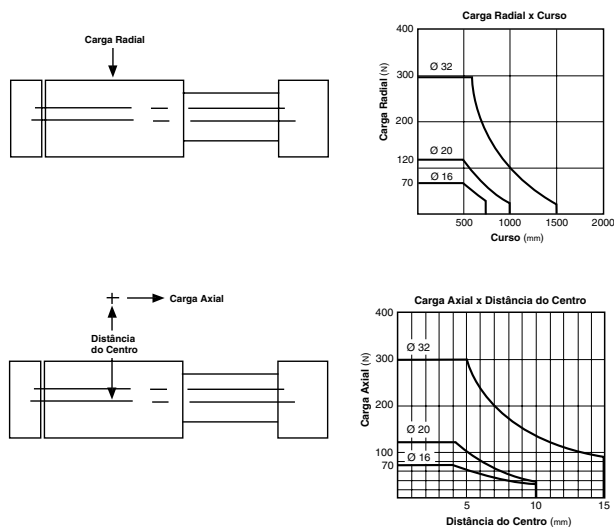 Carga Radial
Carga Radial x Curso
Carga Radial (N)
400
300
200
120
70
Ø 32
Ø 20
Ø 16
500 1000 1500 2000
Curso (mm)
Carga Axial
Distância
do Centro
Carga Axial x Distância do Centro
Carga Axial (N)
400
300
200
100
70
Ø 32
Ø 20
Ø 16
5 10 15
Distância do Centro (mm)